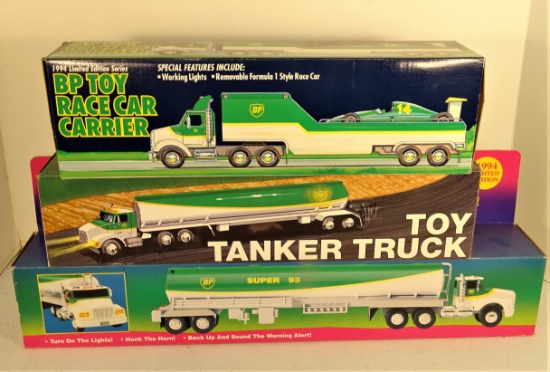 1994 Limited Edition Series
BP TOY
RACE CAR
CARRIER
SPECIAL FEATURES INCLUDE:
•Working Lights •Removable Formula 1 Style Race Car
BP
14
1994
LIMITED
EDITION
TOY
TANKER TRUCK
BP
SUPER 93
• Turn On The Lights! • Honk The Horn! • Back Up And Sound The Warning Alert!